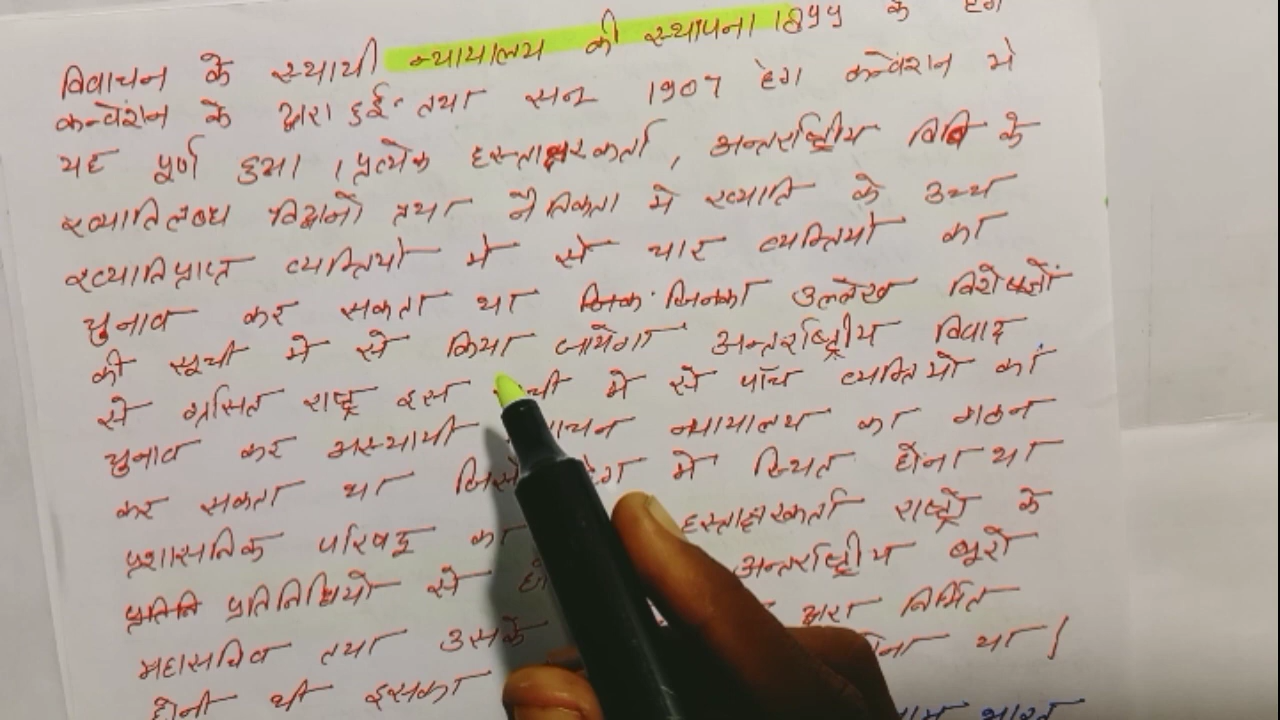 विवाचन के स्थायी न्यायालय की स्थापना 1899 के हेग
कन्वेंशन के द्वारा हुई तथा सन् 1907 हेग कन्वेंशन में
यह पूर्ण हुआ । प्रत्येक हस्ताक्षरकर्ता, अन्तर्राष्ट्रीय विधि के
ख्यातिलब्ध विद्वानों तथा नैतिकता में ख्याति के उच्च
ख्यातिप्राप्त व्यक्तियों में से चार व्यक्तियों का
चुनाव कर सकता था जिनका उल्लेख विशेषज्ञों
की सूची में से किया जायेगा अन्तर्राष्ट्रीय विवाद
से ग्रसित राष्ट्र इस में से पाँच व्यक्तियों का
चुनाव कर अस्थायी न्यायालय का गठन
कर सकता था में स्थित होना था
प्रशासनिक परिषद् का हस्ताक्षरकर्ता राष्ट्रों के
प्रतिनिधियों से अन्तर्राष्ट्रीय ब्यूरो
महासचिव तथा उसके द्वारा निर्मित
होनी थी इसका था ।